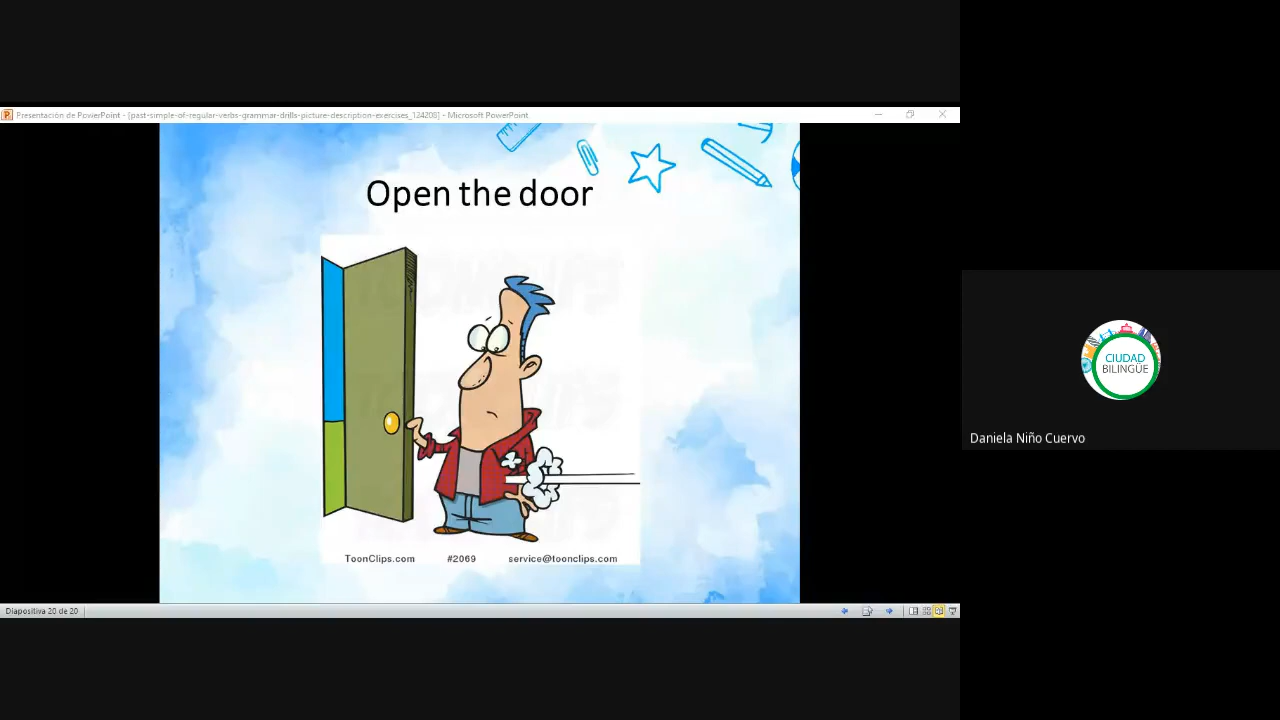 Presentación de PowerPoint - [past-simple-of-regular-verbs-grammar-drills-picture-description-exercises_124206] - Microsoft PowerPoint
Open the door
ToonClips.com #2069 service@toonclips.com
CIUDAD
BILINGÜE
Daniela Niño Cuervo
Diapositiva 20 de 20